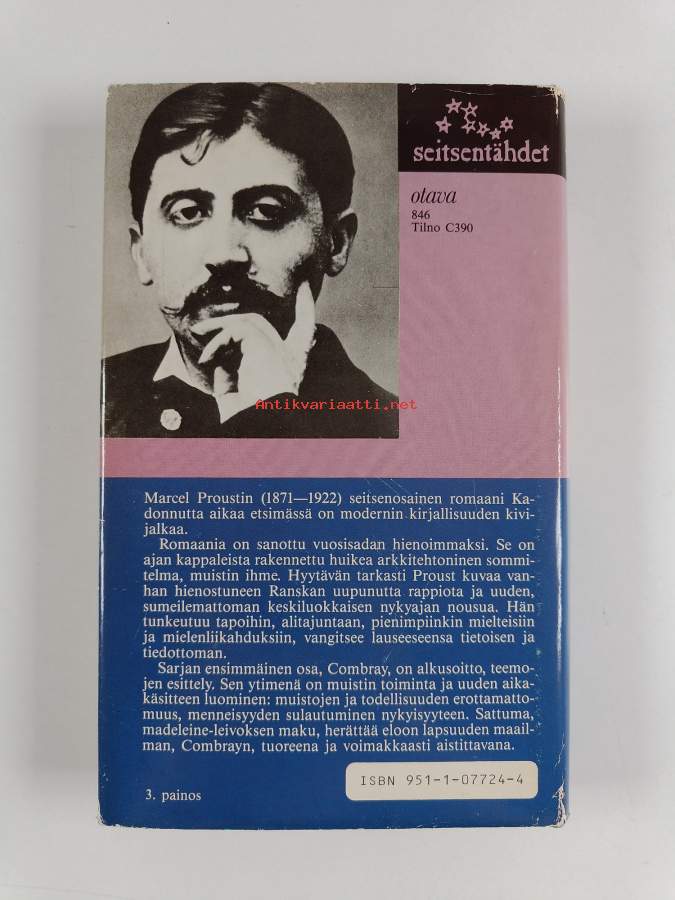 seitsentähdet
otava
846
Tilno C390
Antikvariaatti.net
Marcel Proustin (1871—1922) seitsenosainen romaani Ka-
donnutta aikaa etsimässä on modernin kirjallisuuden kivi-
jalkaa.
Romaania on sanottu vuosisadan hienoimmaksi. Se on
ajan kappaleista rakennettu huikea arkkitehtoninen sommi-
telma, muistin ihme. Hyytävän tarkasti Proust kuvaa van-
han hienostuneen Ranskan uupunutta rappiota ja uuden,
sumeilemattoman keskiluokkaisen nykyajan nousua. Hän
tunkeutuu tapoihin, alitajuntaan, pienimpiinkin mielteisiin
ja mielenliikahduksiin, vangitsee lauseeseensa tietoisen ja
tiedottoman.
Sarjan ensimmäinen osa, Combray, on alkusoitto, teemo-
jen esittely. Sen ytimenä on muistin toiminta ja uuden aika-
käsitteen luominen: muistojen ja todellisuuden erottamatto-
muus, menneisyyden sulautuminen nykyisyyteen. Sattuma,
madeleine-leivoksen maku, herättää eloon lapsuuden maail-
man, Combrayn, tuoreena ja voimakkaasti aistittavana.
ISBN 951-1-07724-4
3. painos